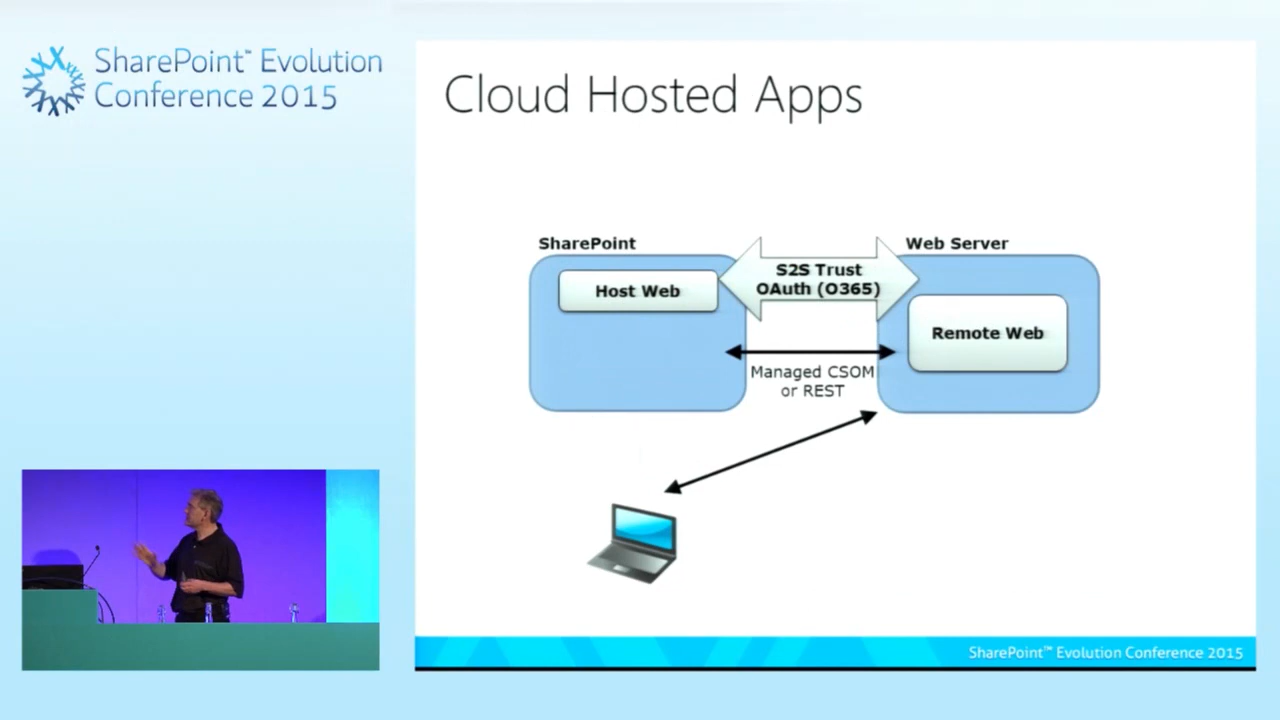 SharePoint™ Evolution
Conference 2015
Cloud Hosted Apps
SharePoint
Web Server
Host Web
S2S Trust
OAuth (O365)
Remote Web
Managed CSOM
or REST
SharePoint™ Evolution Conference 2015